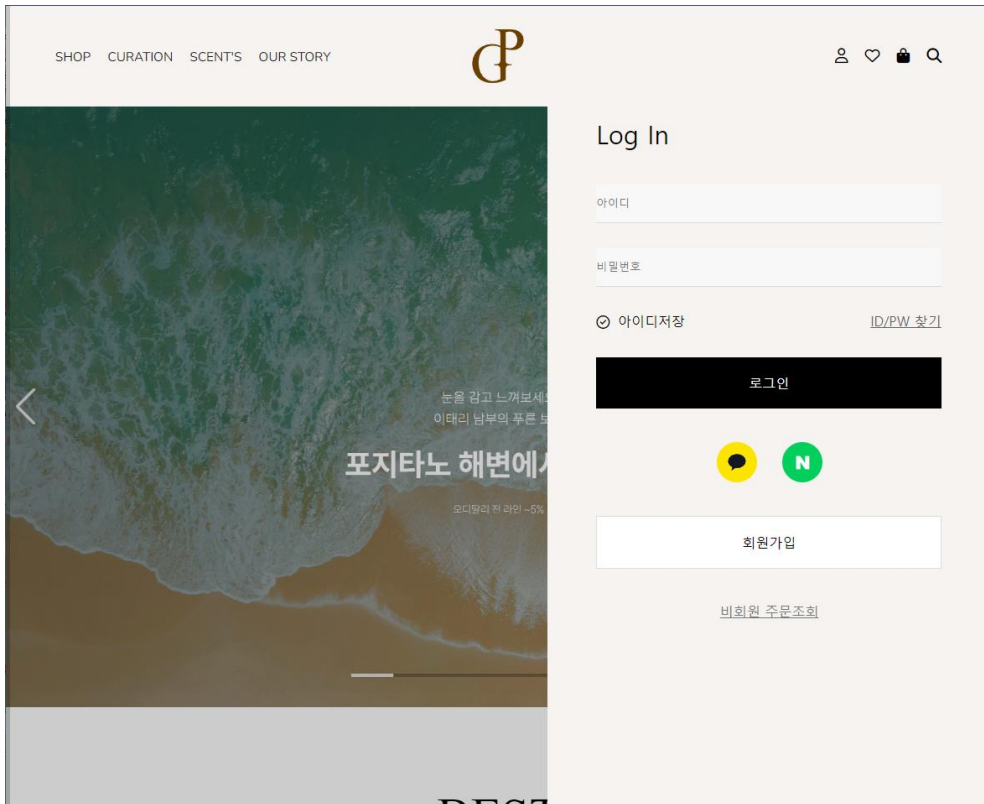 SHOP CURATION SCENT'S OUR STORY
Log In
아이디
비밀번호
아이디저장
ID/PW 찾기
로그인
N
회원가입
비회원 주문조회
눈을 감고 느껴보세
이태리 남부의 푸른
포지타노 해변에
오디딸리 전 라인 ~5%